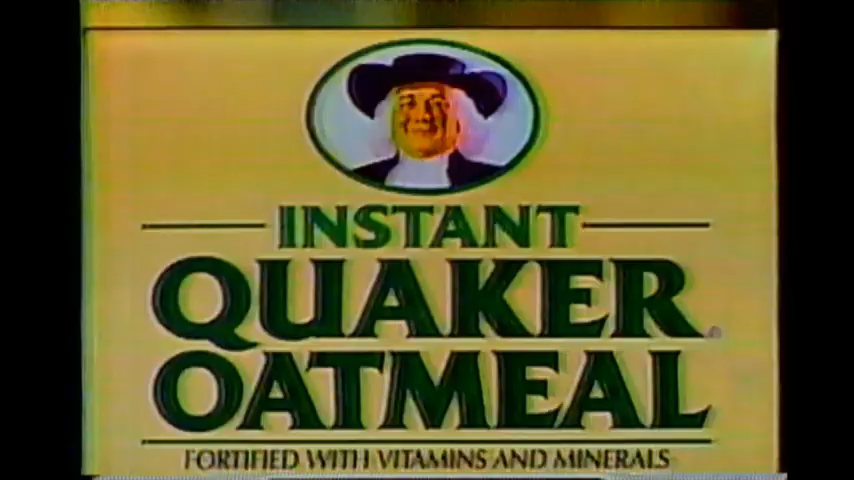 INSTANT
QUAKER®
OATMEAL
FORTIFIED WITH VITAMINS AND MINERALS